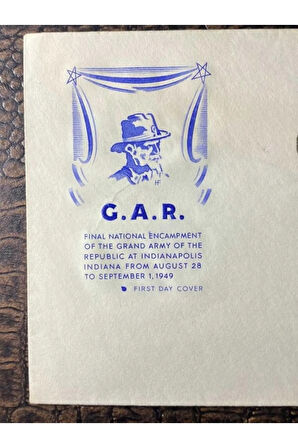 HF
G.A.R.
FINAL NATIONAL ENCAMPMENT
OF THE GRAND ARMY OF THE
REPUBLIC AT INDIANAPOLIS
INDIANA FROM AUGUST 28
TO SEPTEMBER 1, 1949
FIRST DAY COVER